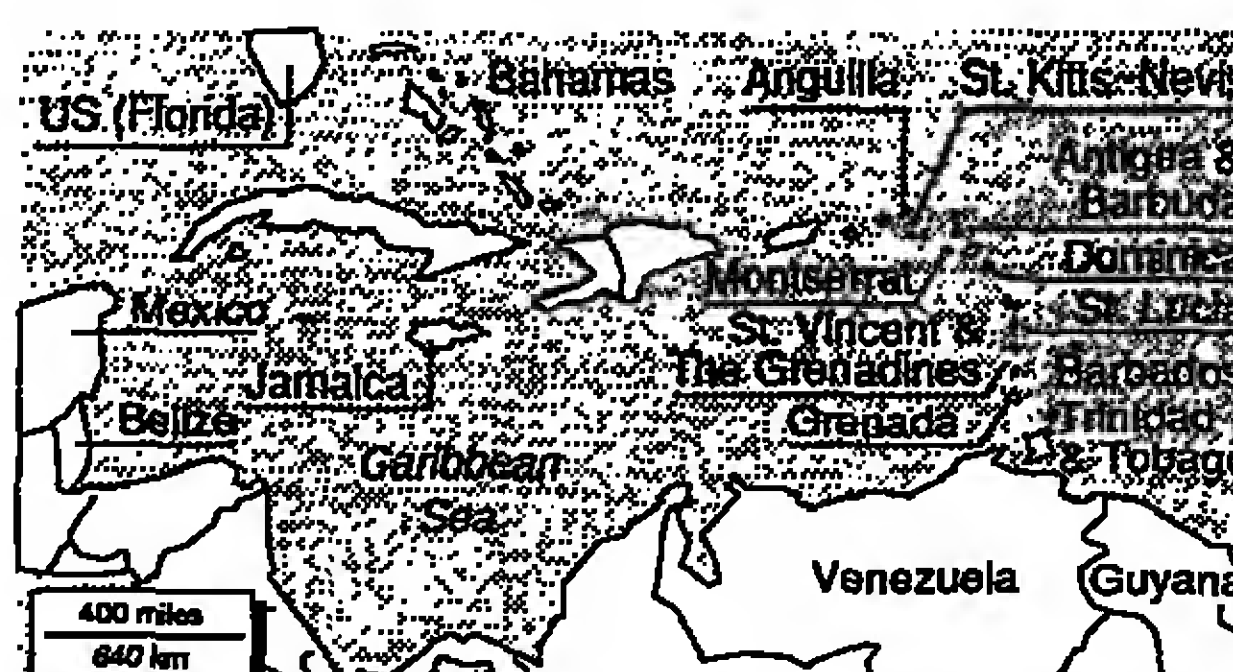 Bahamas
Anguilla
St. Kitts-Nevis
US (Florida)
Antigua &
Barbuda
Dominica
Montserrat
Mexico
St. Lucia
St. Vincent &
The Grenadines
Barbados
Jamaica
Belize
Grenada
Trinidad
& Tobago
Caribbean
Sea
Venezuela
Guyana
400 miles
640 km